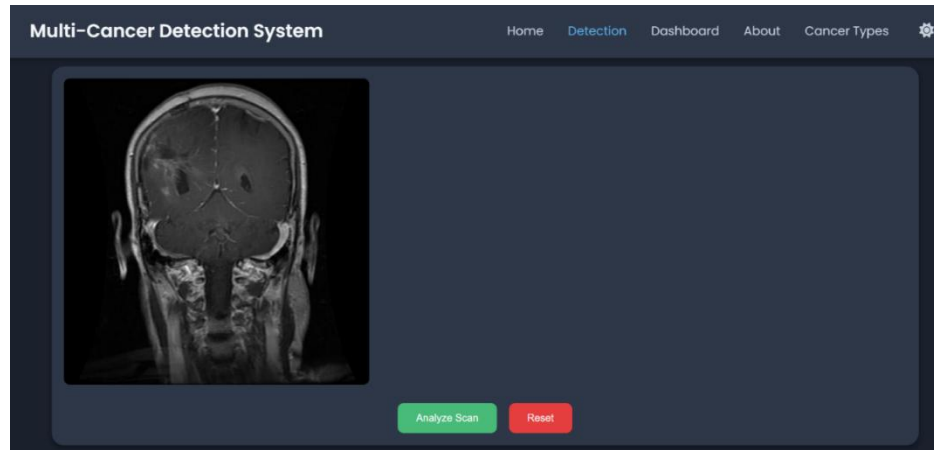 Multi-Cancer Detection System
Home Detection Dashboard About Cancer Types
Analyze Scan Reset